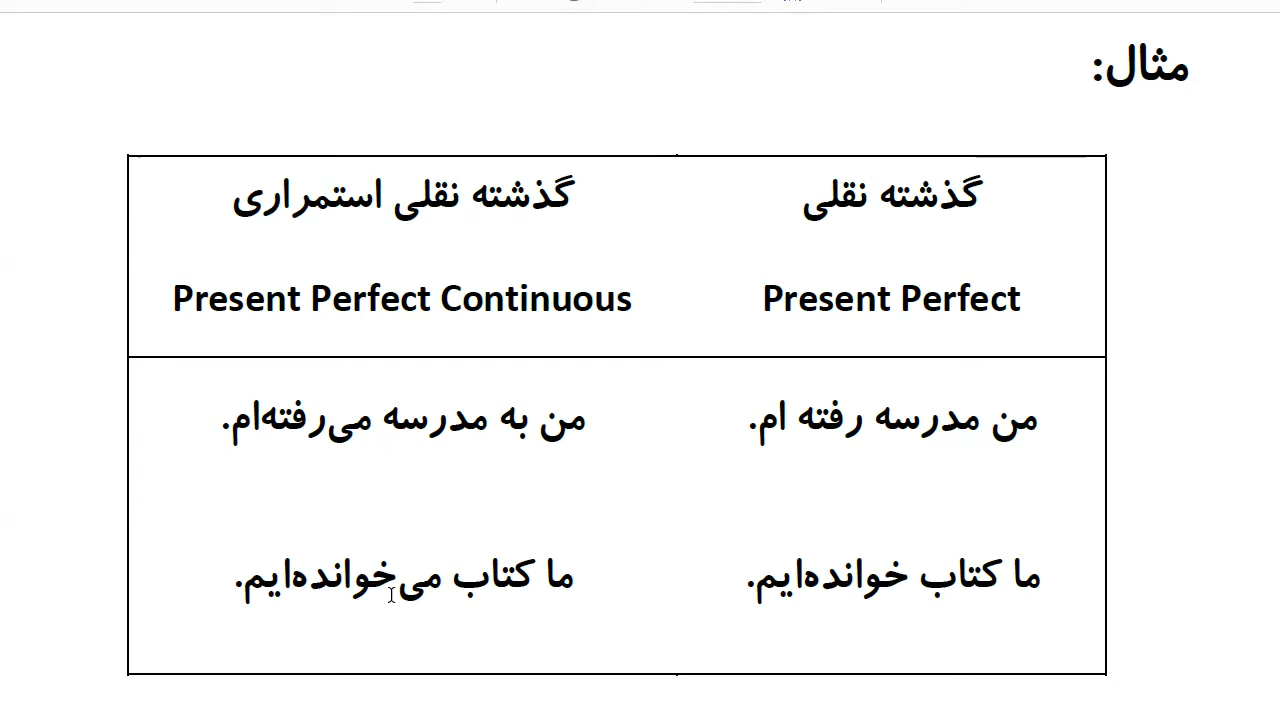 مثال:
گذشته نقلی
Present Perfect
گذشته نقلی استمراری
Present Perfect Continuous
من مدرسه رفته ام.
ما کتاب خوانده‌ایم.
من به مدرسه می‌رفته‌ام.
ما کتاب می‌خوانده‌ایم.